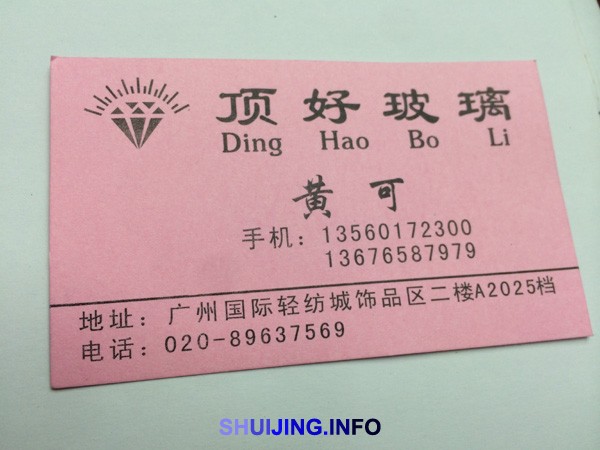 顶好玻璃
Ding Hao Bo Li
黄可
手机：13560172300
13676587979
地址：广州国际轻纺城饰品区二楼A2025档
电话：020-89637569
SHUIJING.INFO